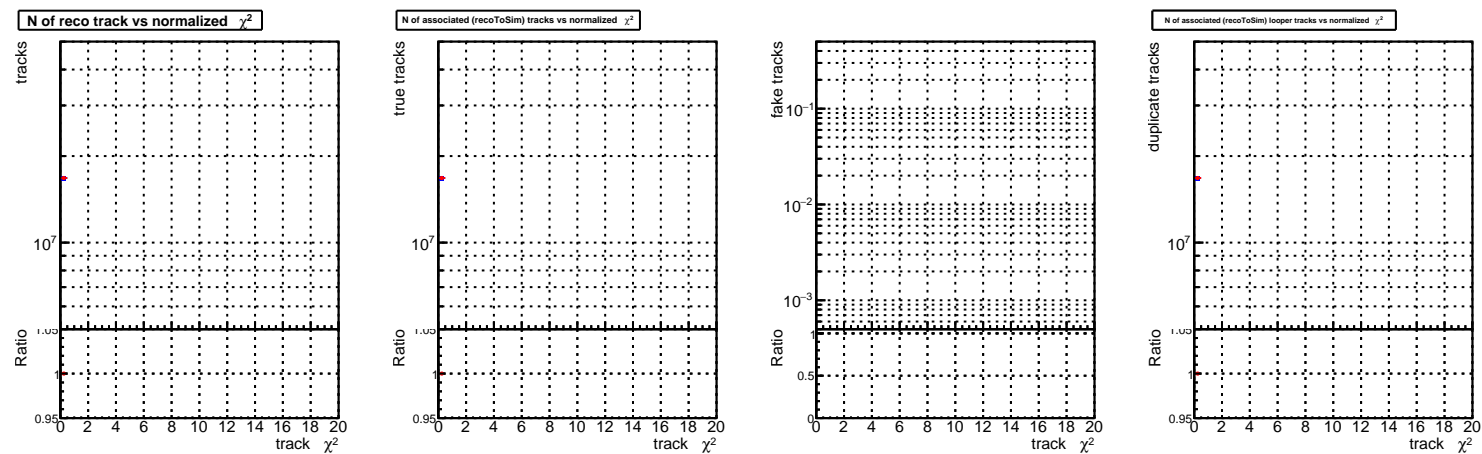 N of reco track vs normalized χ²
tracks
10⁷
Ratio
1.05
1
0.95
0 2 4 6 8 10 12 14 16 18 20
track χ²
N of associated (recoToSim) tracks vs normalized χ²
true tracks
10⁷
Ratio
1.05
1
0.95
0 2 4 6 8 10 12 14 16 18 20
track χ²
fake tracks
10⁻¹
10⁻²
10⁻³
Ratio
1
0.5
0
0 2 4 6 8 10 12 14 16 18 20
track χ²
N of associated (recoToSim) looper tracks vs normalized χ²
duplicate tracks
10⁷
Ratio
1.05
1
0.95
0 2 4 6 8 10 12 14 16 18 20
track χ²